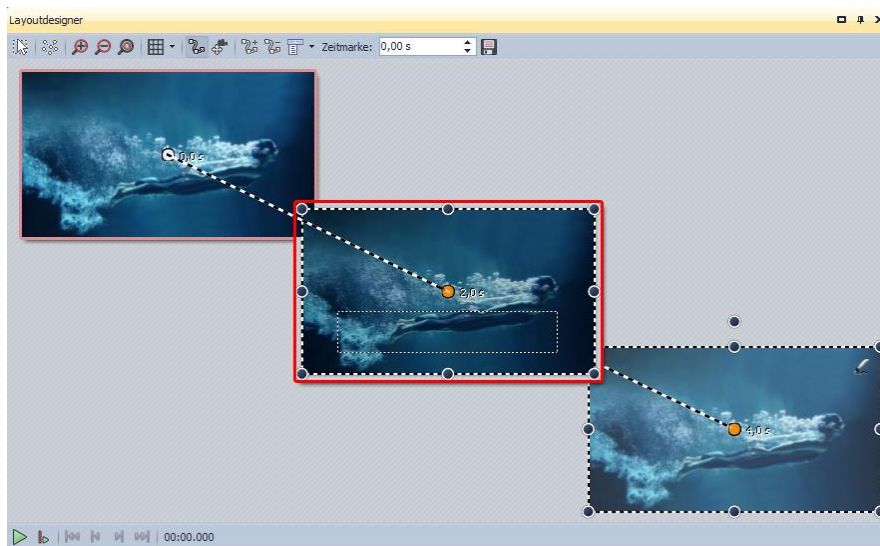 Layoutdesigner
Zeitmarke: 0,00 s
0,0 s
2,0 s
4,0 s
00:00.000